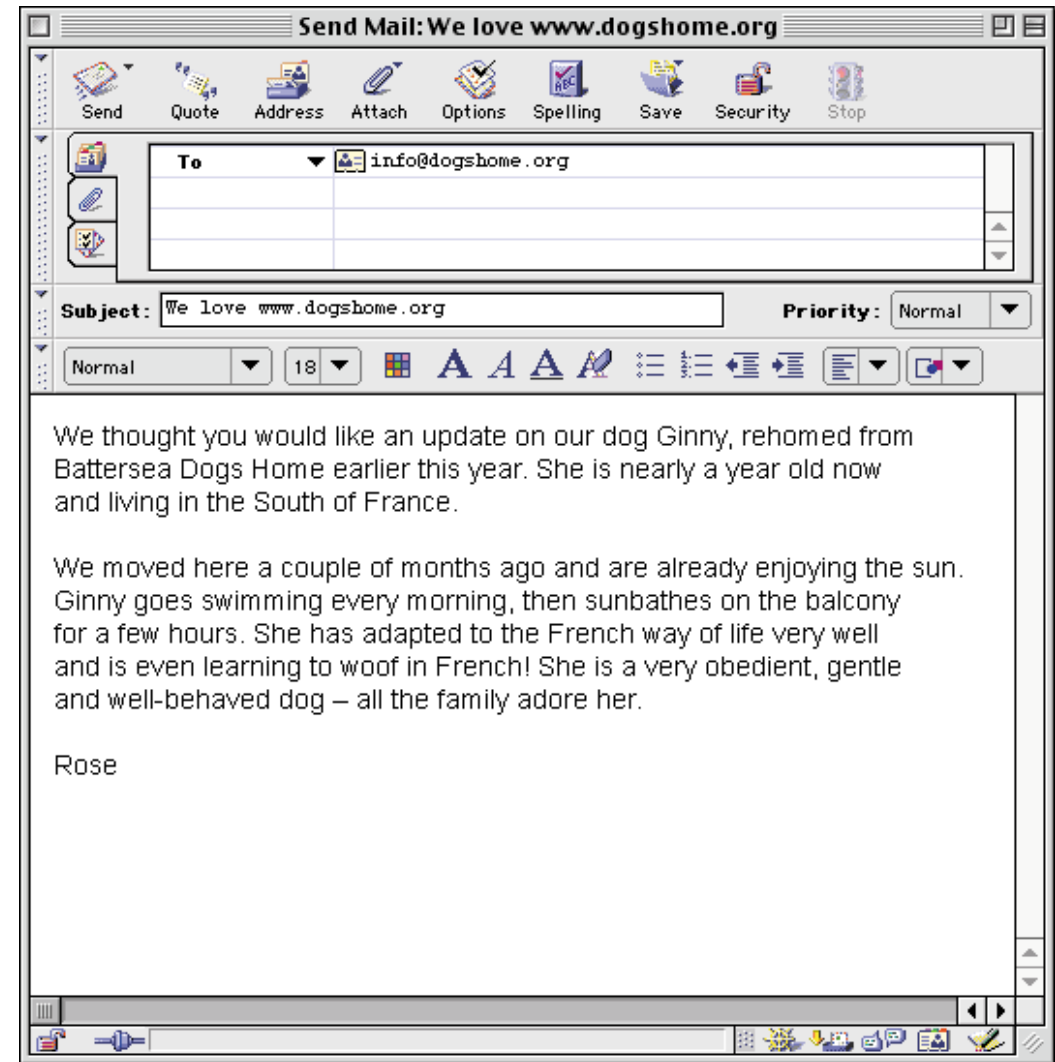 Send Mail: We love www.dogshome.org
Send Quote Address Attach Options Spelling Save Security Stop
To info@dogshome.org
Subject: We love www.dogshome.org Priority: Normal
Normal 18 A A A
We thought you would like an update on our dog Ginny, rehomed from
Battersea Dogs Home earlier this year. She is nearly a year old now
and living in the South of France.
We moved here a couple of months ago and are already enjoying the sun.
Ginny goes swimming every morning, then sunbathes on the balcony
for a few hours. She has adapted to the French way of life very well
and is even learning to woof in French! She is a very obedient, gentle
and well-behaved dog – all the family adore her.
Rose